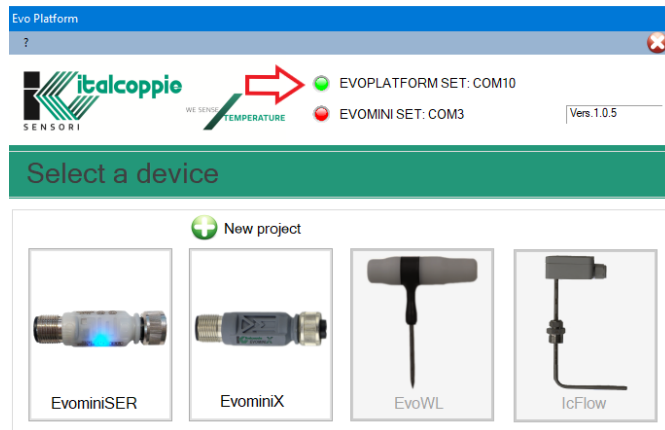 Evo Platform
?
italcoppie
SENSORI
WE SENSE
TEMPERATURE
EVOPLATFORM SET: COM10
EVOMINI SET: COM3
Vers.1.0.5
Select a device
New project
EvominiSER
EvominiX
EvoWL
IcFlow